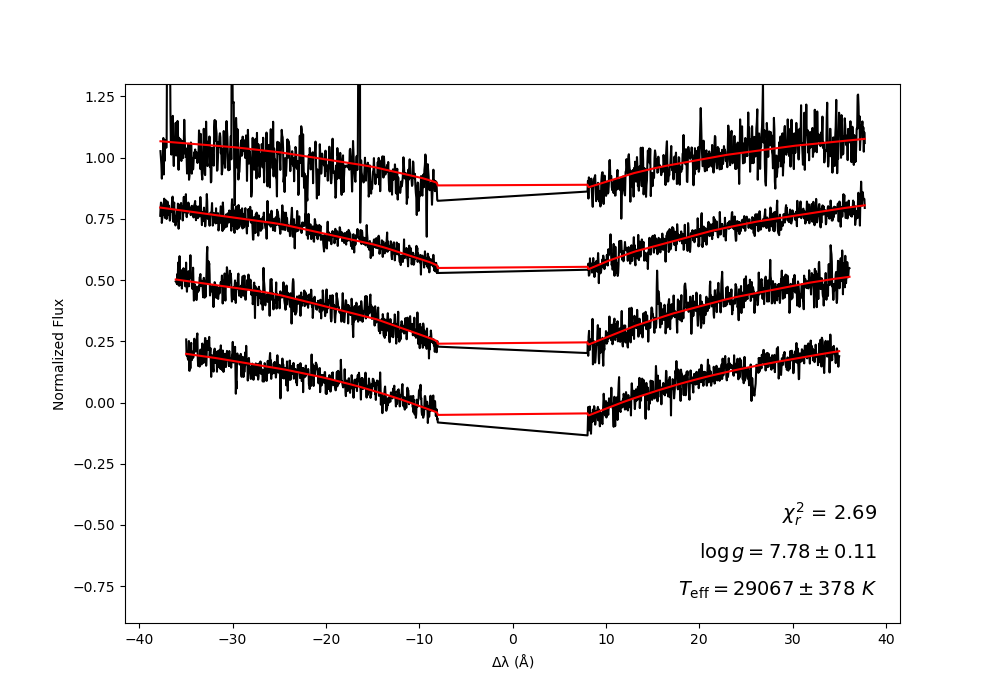 1.25
1.00
0.75
0.50
0.25
0.00
−0.25
−0.50
−0.75
Normalized Flux
χ²ᵣ = 2.69
log g = 7.78 ± 0.11
T_eff = 29067 ± 378 K
−40 −30 −20 −10 0 10 20 30 40
Δλ (Å)